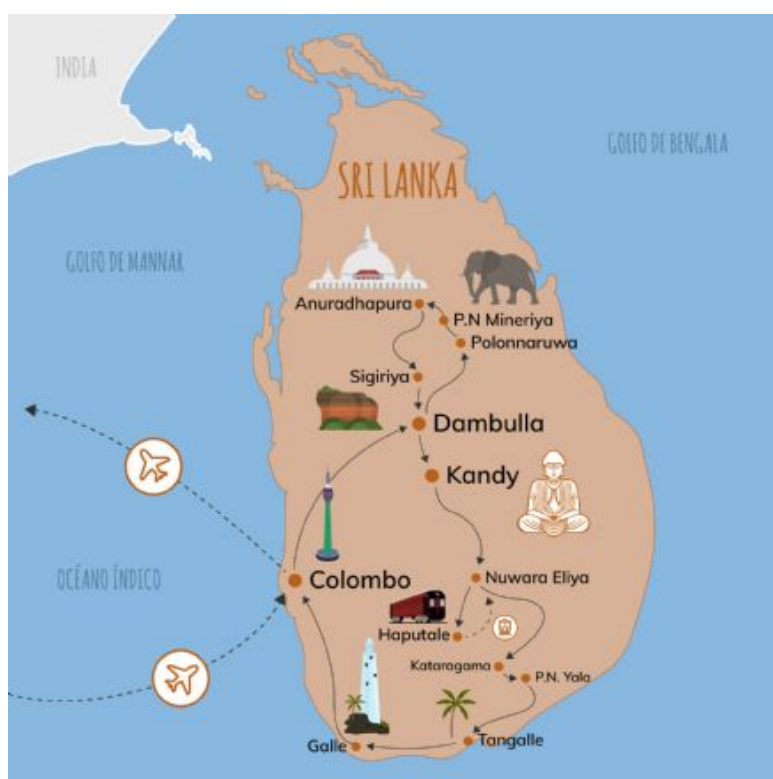 INDIA
GOLFO DE BENGALA
SRI LANKA
GOLFO DE MANNAR
Anuradhapura
P.N Mineriya
Polonnaruwa
Sigiriya
Dambulla
Kandy
OCÉANO ÍNDICO
Colombo
Nuwara Eliya
Haputale
Kataragama
P.N. Yala
Galle
Tangalle